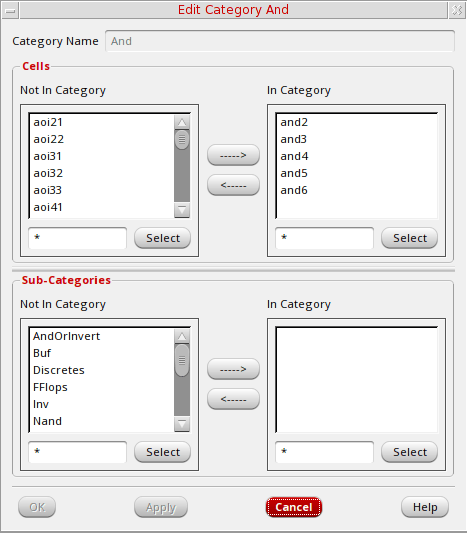 Edit Category And
Category Name And
Cells
Not In Category
aoi21
aoi22
aoi31
aoi32
aoi33
aoi41
* Select
----->
<-----
In Category
and2
and3
and4
and5
and6
* Select
Sub-Categories
Not In Category
AndOrInvert
Buf
Discretes
FFlops
Inv
Nand
* Select
----->
<-----
In Category
* Select
OK Apply Cancel Help